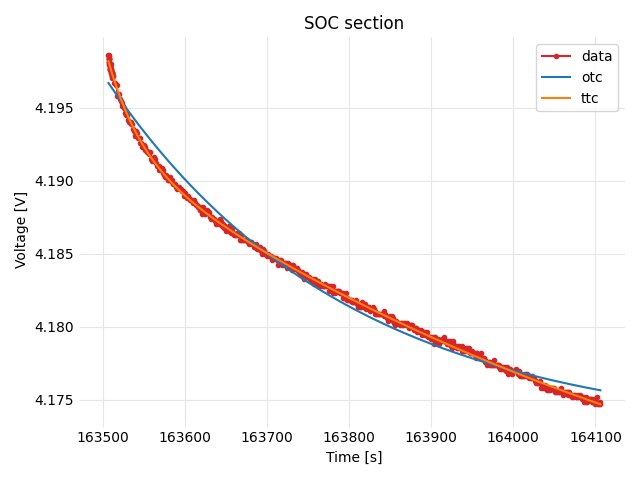 SOC section
data
otc
ttc
4.195
4.190
4.185
4.180
4.175
Voltage [V]
163500 163600 163700 163800 163900 164000 164100
Time [s]